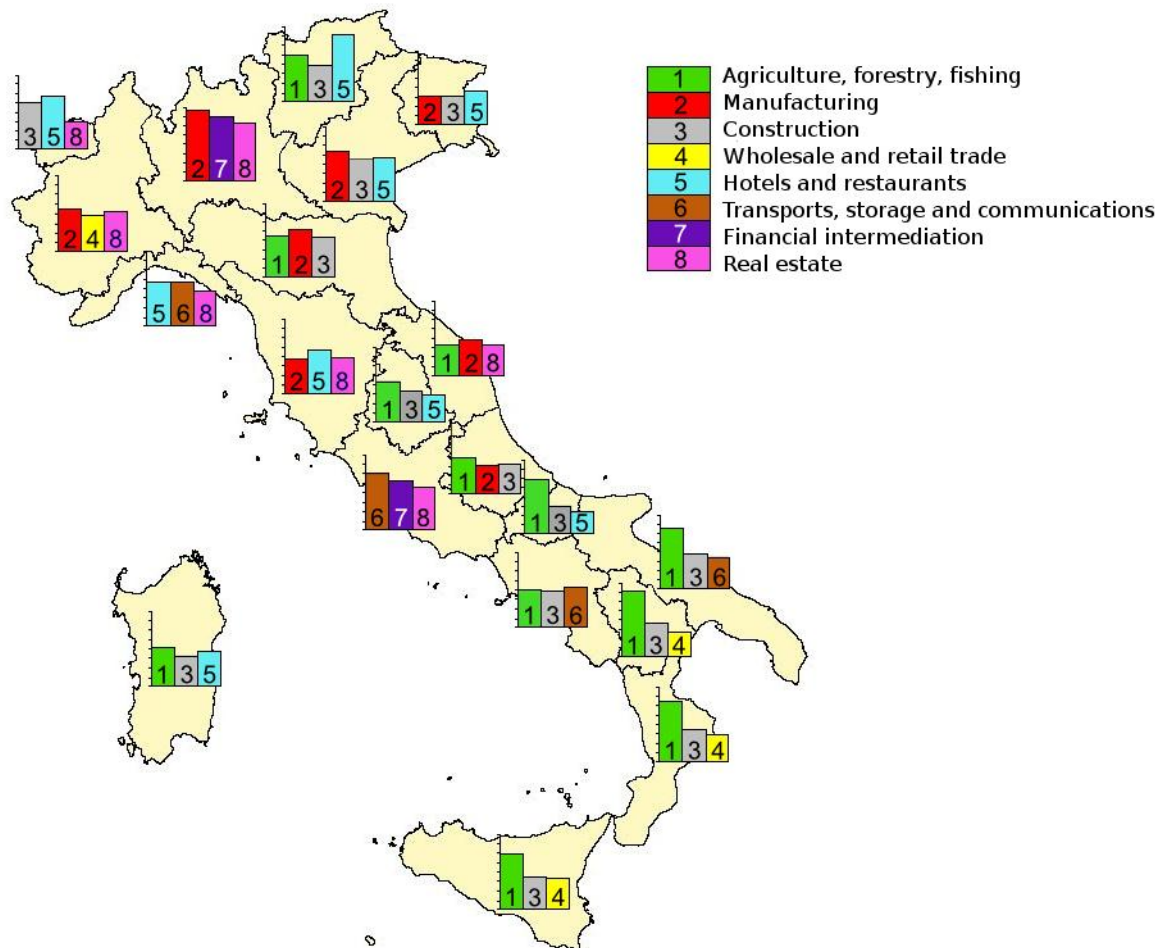 1 Agriculture, forestry, fishing
2 Manufacturing
3 Construction
4 Wholesale and retail trade
5 Hotels and restaurants
6 Transports, storage and communications
7 Financial intermediation
8 Real estate
1 3 5
2 3 5
3 5 8
2 7 8
2 3 5
2 4 8
1 2 3
5 6 8
1 2 8
2 5 8
1 3 5
1 2 3
6 7 8
1 3 5
1 3 6
1 3 6
1 3 4
1 3 5
1 3 4
1 3 4